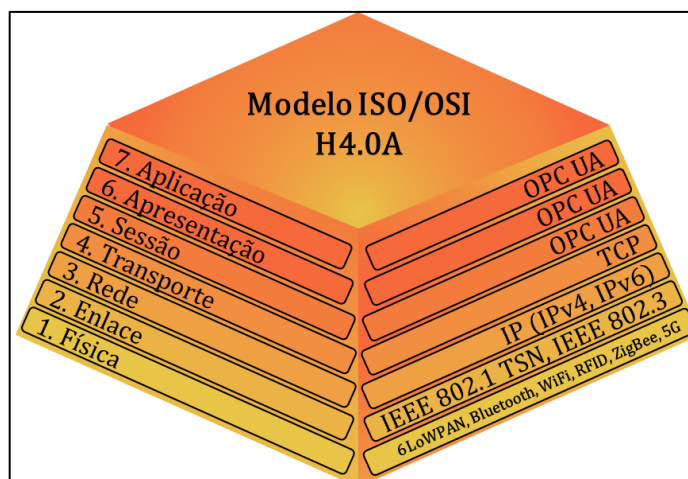 Modelo ISO/OSI
H4.0A
7. Aplicação
6. Apresentação
5. Sessão
4. Transporte
3. Rede
2. Enlace
1. Física
OPC UA
OPC UA
OPC UA
TCP
IP (IPv4, IPv6)
IEEE 802.1 TSN, IEEE 802.3
6LoWPAN, Bluetooth, WiFi, RFID, ZigBee, 5G